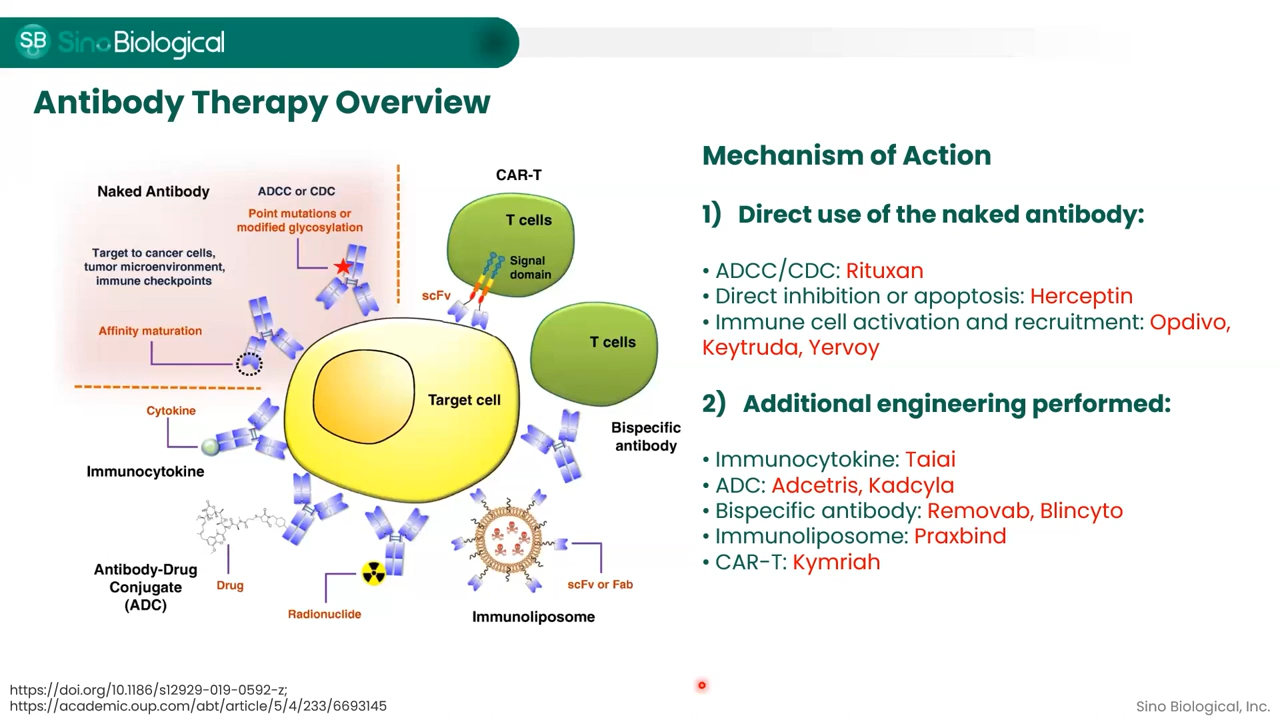 SB SinoBiological
Antibody Therapy Overview
Naked Antibody
ADCC or CDC
Point mutations or
modified glycosylation
Target to cancer cells,
tumor microenvironment,
immune checkpoints
Affinity maturation
CAR-T
T cells
Signal
domain
scFv
T cells
Target cell
Bispecific
antibody
Cytokine
Immunocytokine
Antibody-Drug
Conjugate
(ADC)
Drug
Radionuclide
scFv or Fab
Immunoliposome
Mechanism of Action
1) Direct use of the naked antibody:
• ADCC/CDC: Rituxan
• Direct inhibition or apoptosis: Herceptin
• Immune cell activation and recruitment: Opdivo,
Keytruda, Yervoy
2) Additional engineering performed:
• Immunocytokine: Taiai
• ADC: Adcetris, Kadcyla
• Bispecific antibody: Removab, Blincyto
• Immunoliposome: Praxbind
• CAR-T: Kymriah
https://doi.org/10.1186/s12929-019-0592-z;
https://academic.oup.com/abt/article/5/4/233/6693145
Sino Biological, Inc.